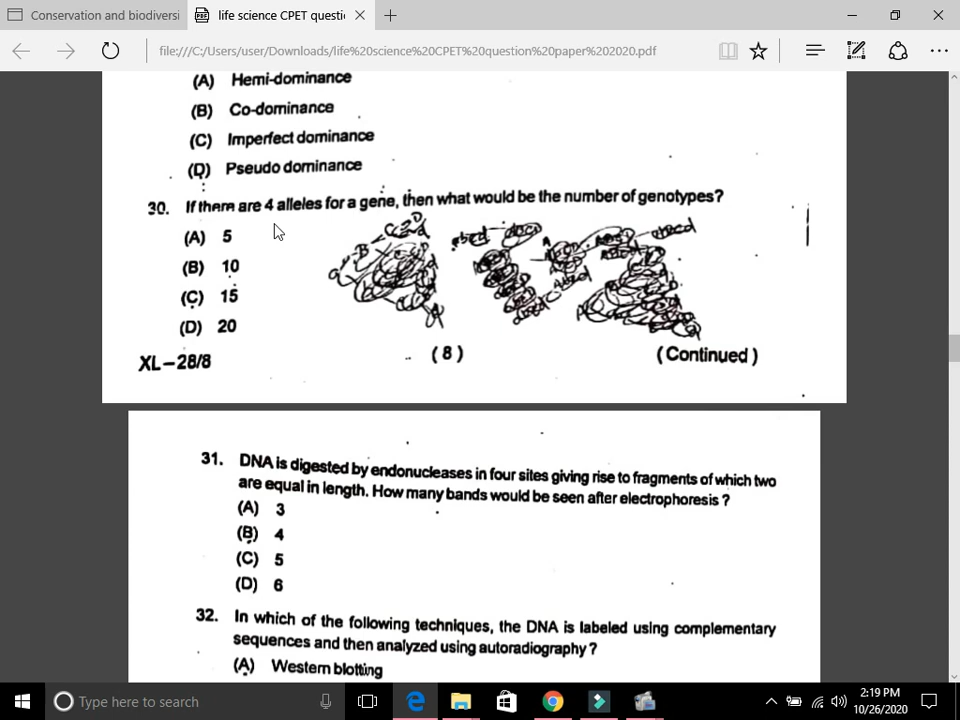 Conservation and biodiversi
life science CPET questi
file:///C:/Users/user/Downloads/life%20science%20CPET%20question%20paper%202020.pdf
(A) Hemi-dominance
(B) Co-dominance
(C) Imperfect dominance
(D) Pseudo dominance
30. If there are 4 alleles for a gene, then what would be the number of genotypes?
(A) 5
(B) 10
(C) 15
(D) 20
XL–28/8 (8) (Continued)
31. DNA is digested by endonucleases in four sites giving rise to fragments of which two
are equal in length. How many bands would be seen after electrophoresis ?
(A) 3
(B) 4
(C) 5
(D) 6
32. In which of the following techniques, the DNA is labeled using complementary
sequences and then analyzed using autoradiography ?
(A) Western blotting
Type here to search
2:19 PM
10/26/2020